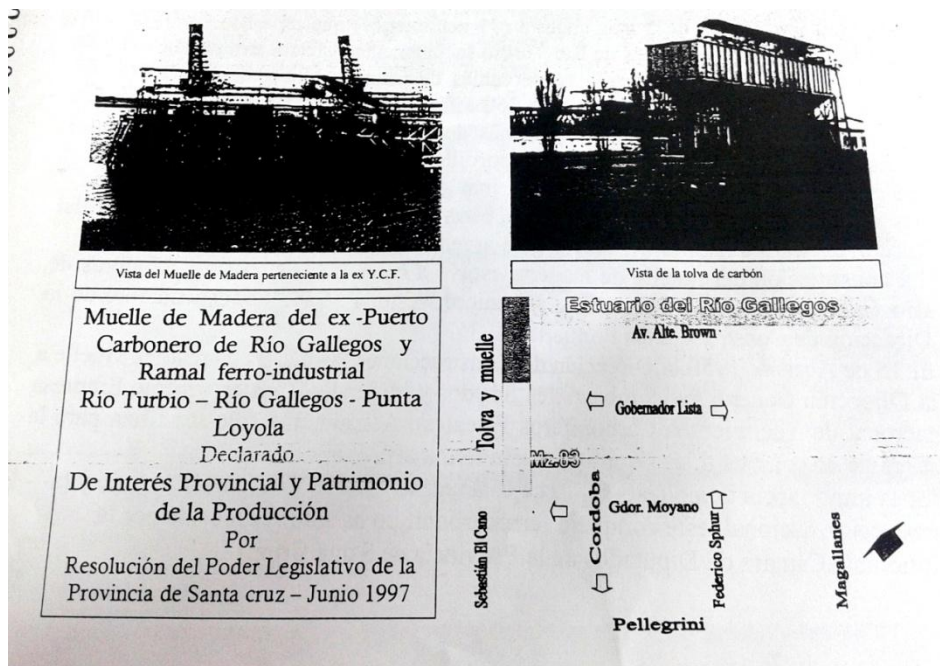 Vista del Muelle de Madera perteneciente a la ex Y.C.F.
Vista de la tolva de carbón
Muelle de Madera del ex -Puerto
Carbonero de Río Gallegos y
Ramal ferro-industrial
Río Turbio – Río Gallegos - Punta
Loyola
Declarado
De Interés Provincial y Patrimonio
de la Producción
Por
Resolución del Poder Legislativo de la
Provincia de Santa cruz – Junio 1997
Estuario del Río Gallegos
Av. Alte. Brown
Tolva y muelle
Gobernador Lista
Mz.63
Gdor. Moyano
Sebastián El Cano
Cordoba
Federico Sphur
Magallanes
Pellegrini